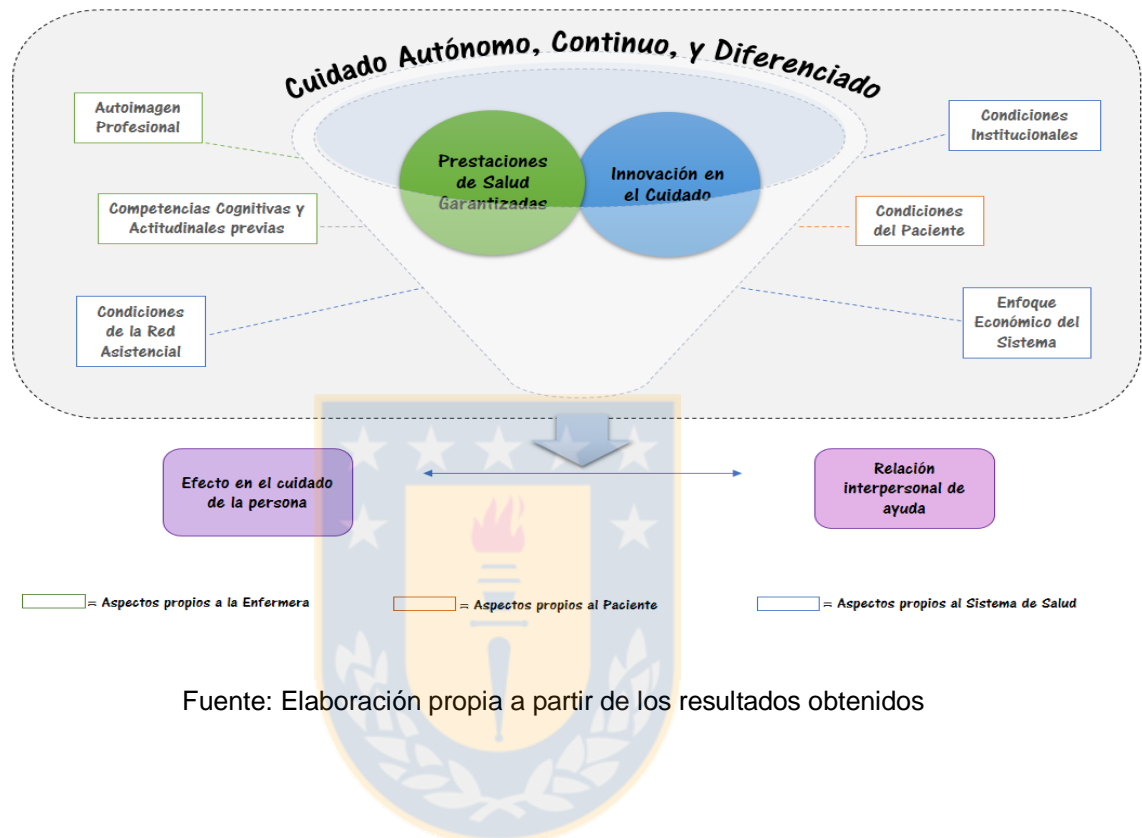 Cuidado Autónomo, Continuo, y Diferenciado
Autoimagen
Profesional
Condiciones
Institucionales
Prestaciones
de Salud
Garantizadas
Innovación en
el Cuidado
Competencias Cognitivas y
Actitudinales previas
Condiciones
del Paciente
Condiciones
de la Red
Asistencial
Enfoque
Económico del
Sistema
Efecto en el cuidado
de la persona
Relación
interpersonal de
ayuda
= Aspectos propios a la Enfermera
= Aspectos propios al Paciente
= Aspectos propios al Sistema de Salud
Fuente: Elaboración propia a partir de los resultados obtenidos